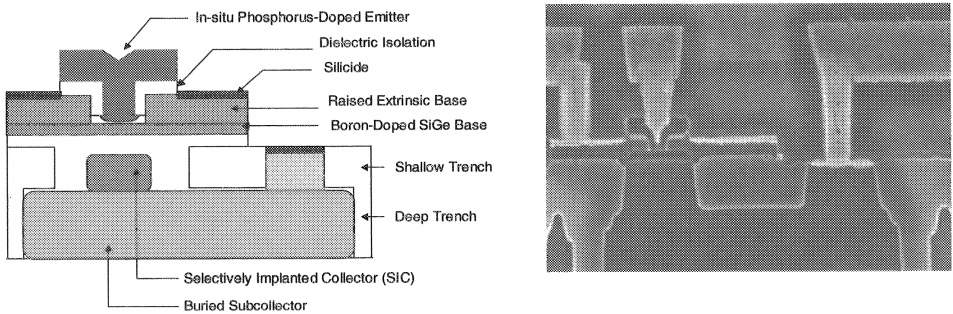 In-situ Phosphorus-Doped Emitter
Dielectric Isolation
Silicide
Raised Extrinsic Base
Boron-Doped SiGe Base
Shallow Trench
Deep Trench
Selectively Implanted Collector (SIC)
Buried Subcollector